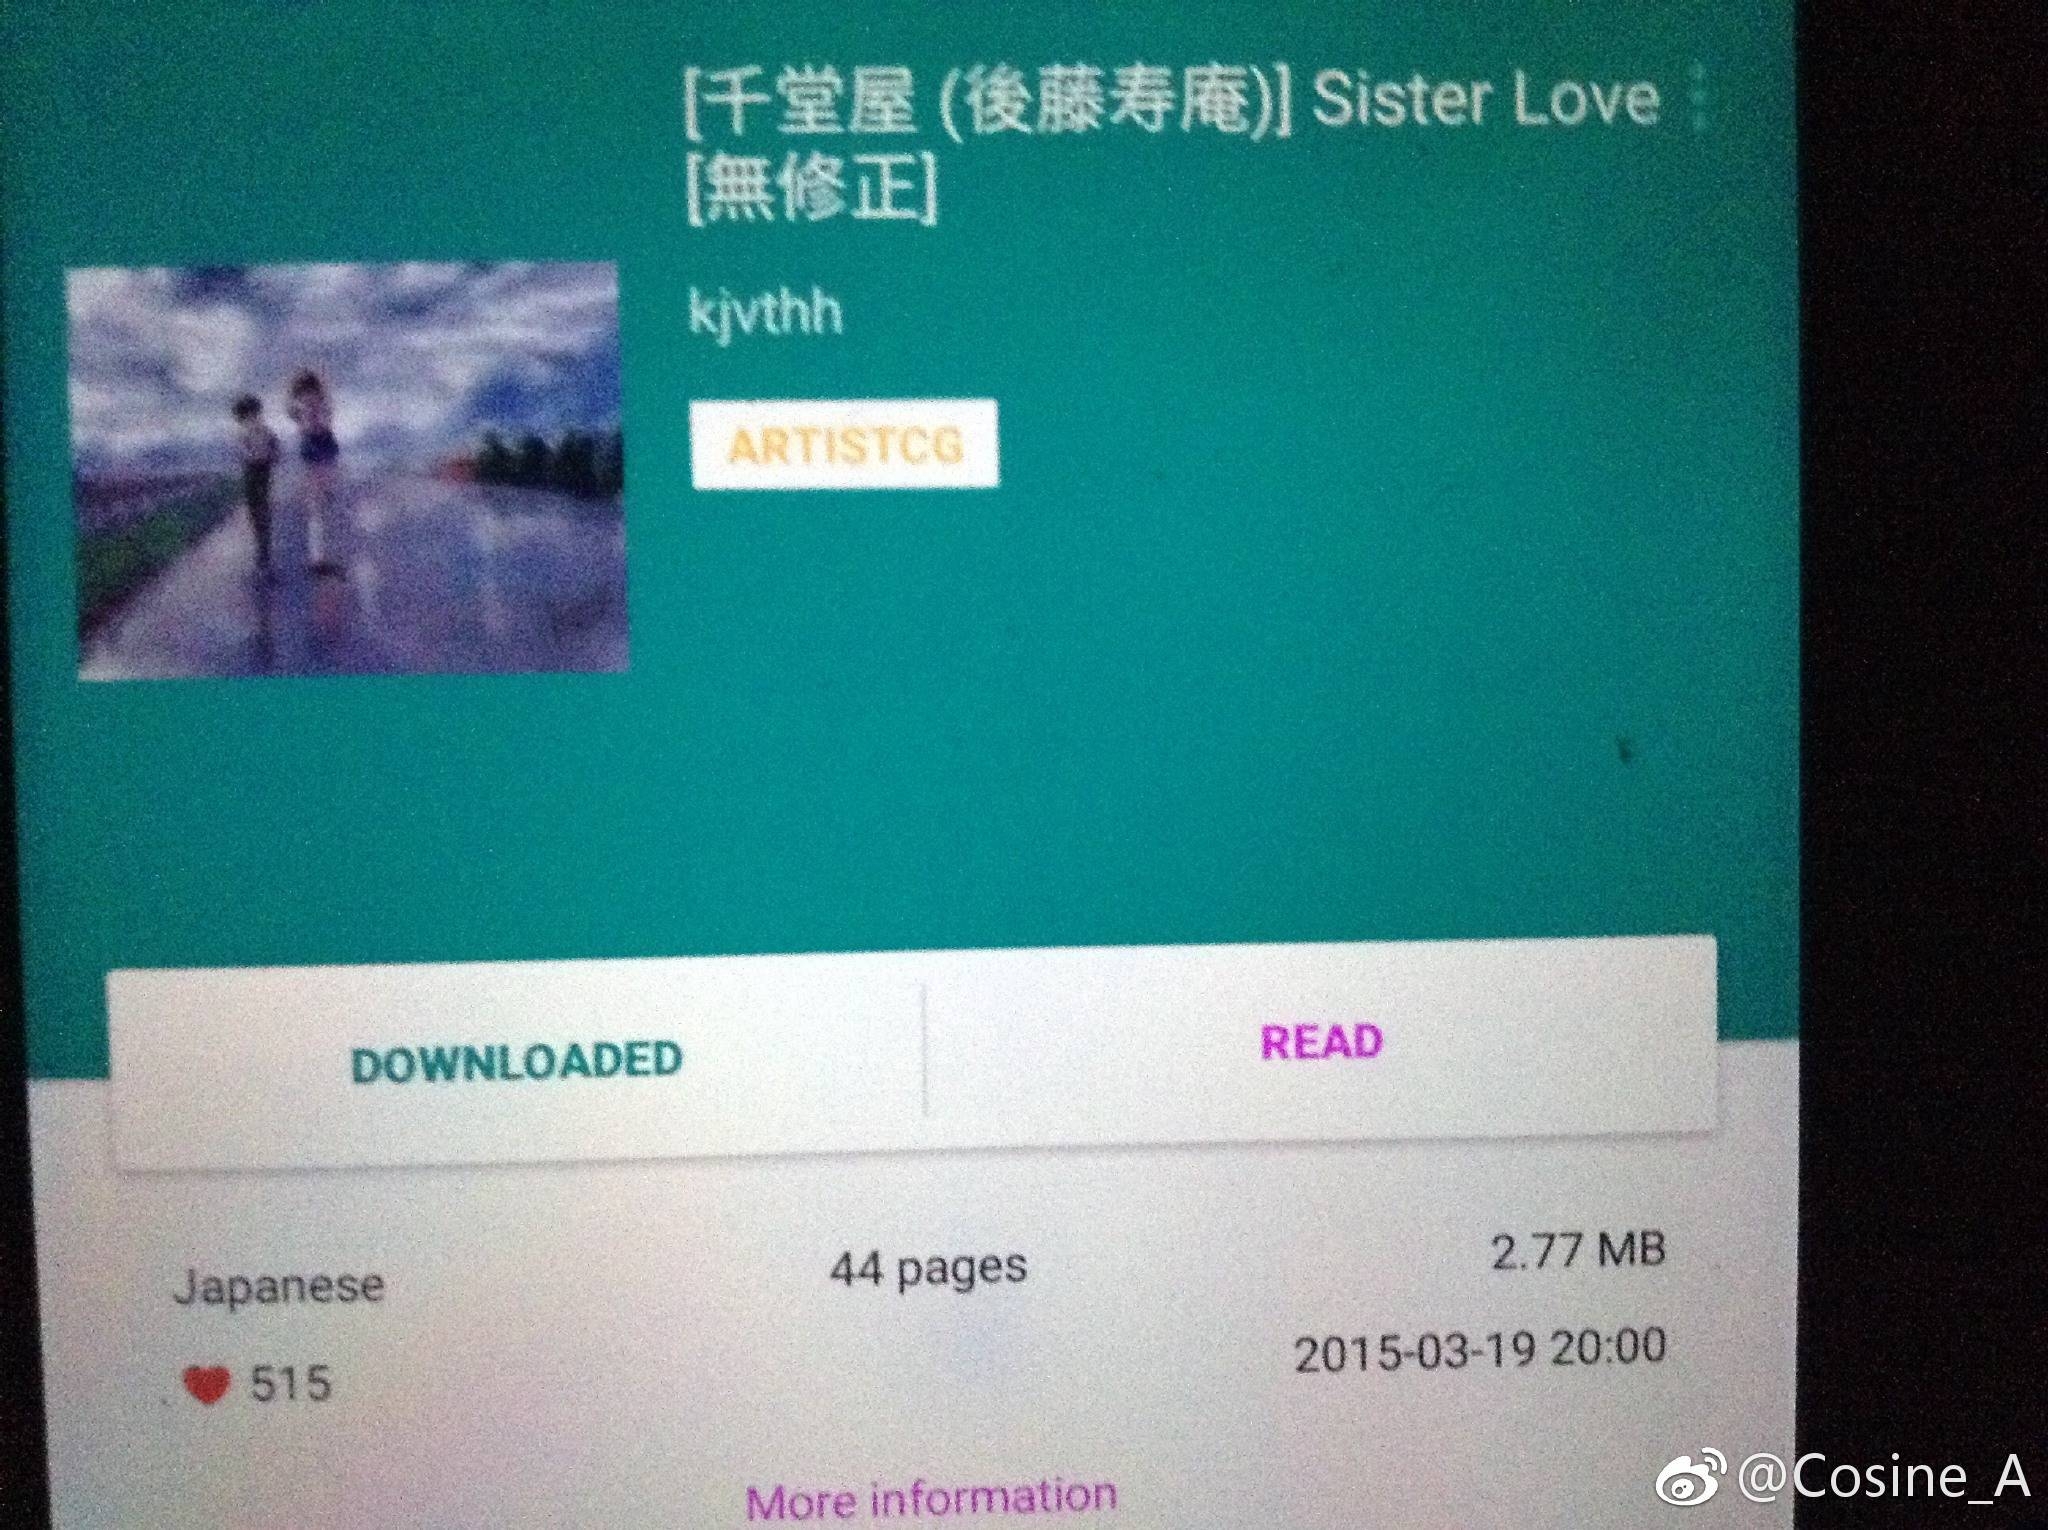 [千堂屋 (後藤寿庵)] Sister Love
[無修正]
kjvthh
ARTISTCG
DOWNLOADED
READ
Japanese
44 pages
2.77 MB
515
2015-03-19 20:00
More information
@Cosine_A